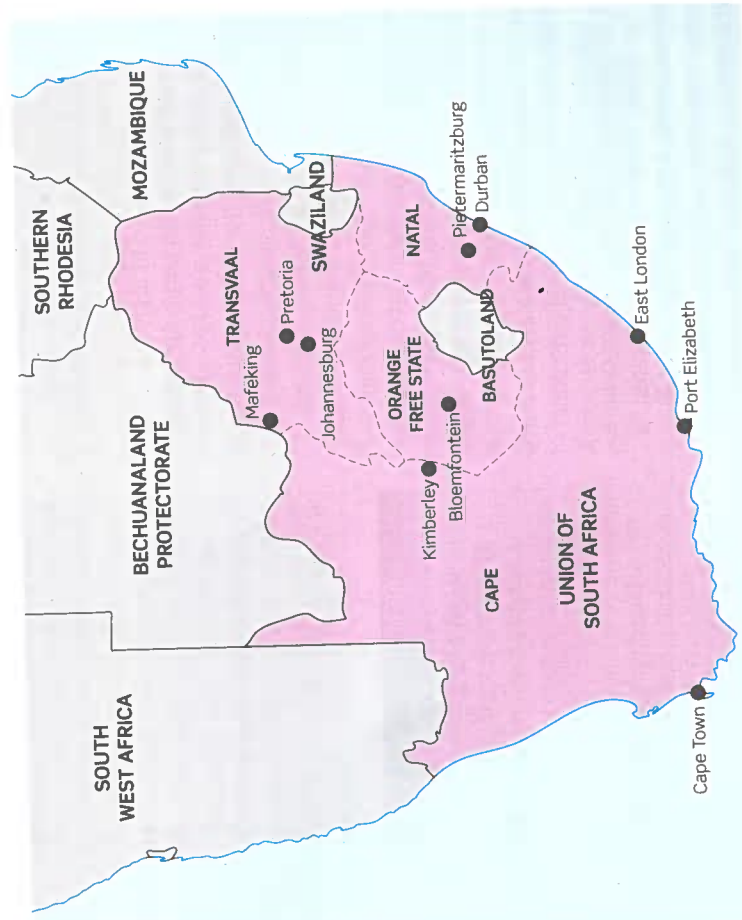 SOUTH
WEST AFRICA
BECHUANALAND
PROTECTORATE
SOUTHERN
RHODESIA
MOZAMBIQUE
TRANSVAAL
Mafeking
Pretoria
Johannesburg
SWAZILAND
ORANGE
FREE STATE
NATAL
Kimberley
Bloemfontein
BASUTOLAND
Pietermaritzburg
Durban
CAPE
UNION OF
SOUTH AFRICA
East London
Port Elizabeth
Cape Town